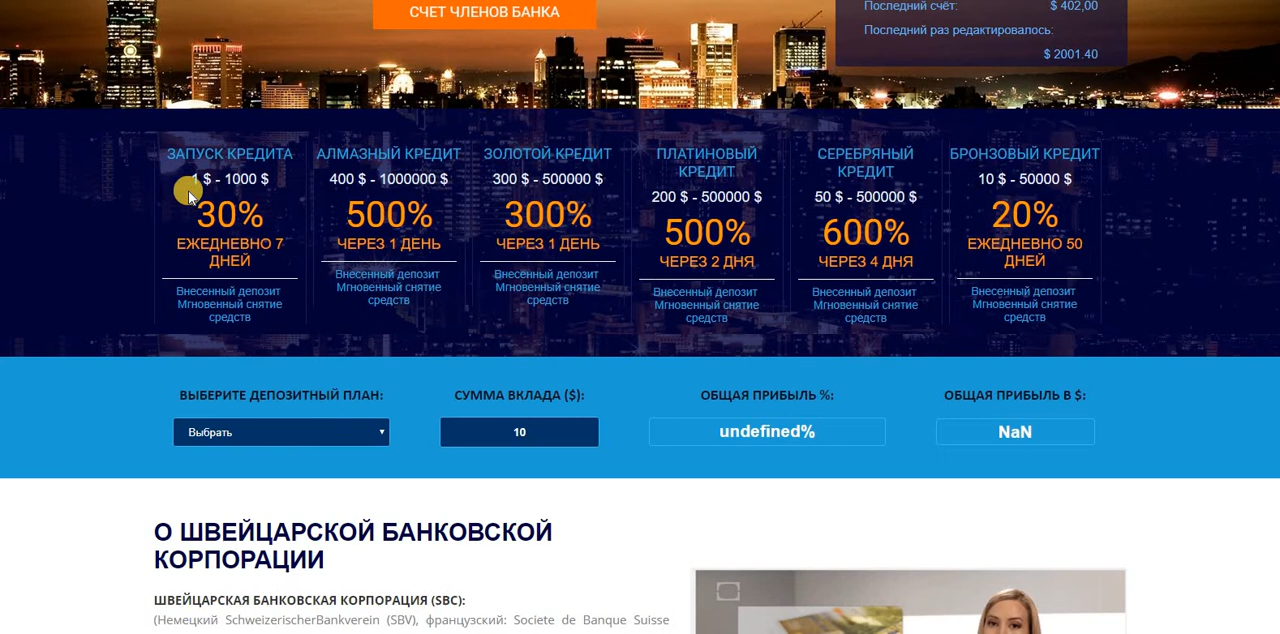 СЧЕТ ЧЛЕНОВ БАНКА
Последний счёт: $ 402,00
Последний раз редактировалось:
$ 2001.40
ЗАПУСК КРЕДИТА
1 $ - 1000 $
30%
ЕЖЕДНЕВНО 7
ДНЕЙ
Внесенный депозит
Мгновенный снятие
средств
АЛМАЗНЫЙ КРЕДИТ
400 $ - 1000000 $
500%
ЧЕРЕЗ 1 ДЕНЬ
Внесенный депозит
Мгновенный снятие
средств
ЗОЛОТОЙ КРЕДИТ
300 $ - 500000 $
300%
ЧЕРЕЗ 1 ДЕНЬ
Внесенный депозит
Мгновенный снятие
средств
ПЛАТИНОВЫЙ
КРЕДИТ
200 $ - 500000 $
500%
ЧЕРЕЗ 2 ДНЯ
Внесенный депозит
Мгновенный снятие
средств
СЕРЕБРЯНЫЙ
КРЕДИТ
50 $ - 500000 $
600%
ЧЕРЕЗ 4 ДНЯ
Внесенный депозит
Мгновенный снятие
средств
БРОНЗОВЫЙ КРЕДИТ
10 $ - 50000 $
20%
ЕЖЕДНЕВНО 50
ДНЕЙ
Внесенный депозит
Мгновенный снятие
средств
ВЫБЕРИТЕ ДЕПОЗИТНЫЙ ПЛАН:
Выбрать
СУММА ВКЛАДА ($):
10
ОБЩАЯ ПРИБЫЛЬ %:
undefined%
ОБЩАЯ ПРИБЫЛЬ В $:
NaN
О ШВЕЙЦАРСКОЙ БАНКОВСКОЙ
КОРПОРАЦИИ
ШВЕЙЦАРСКАЯ БАНКОВСКАЯ КОРПОРАЦИЯ (SBC):
(Немецкий SchweizerischerBankverein (SBV), французский: Societe de Banque Suisse